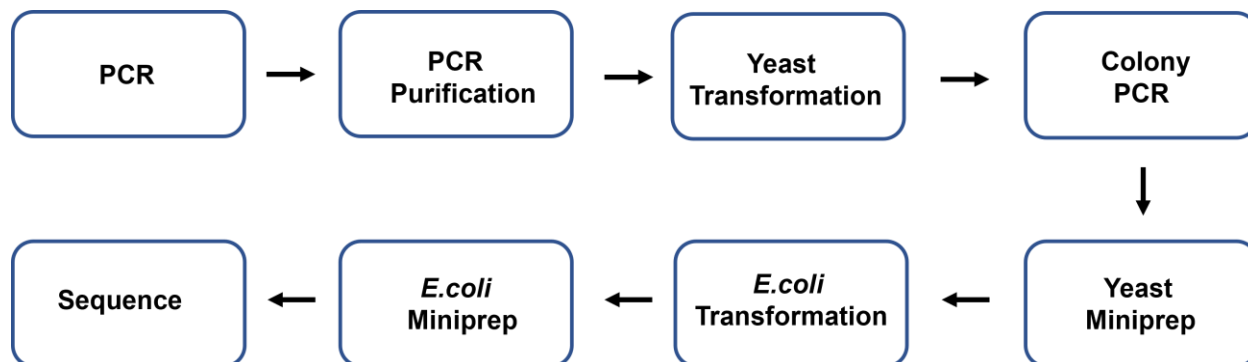 PCR
PCR
Purification
Yeast
Transformation
Colony
PCR
Yeast
Miniprep
E.coli
Transformation
E.coli
Miniprep
Sequence